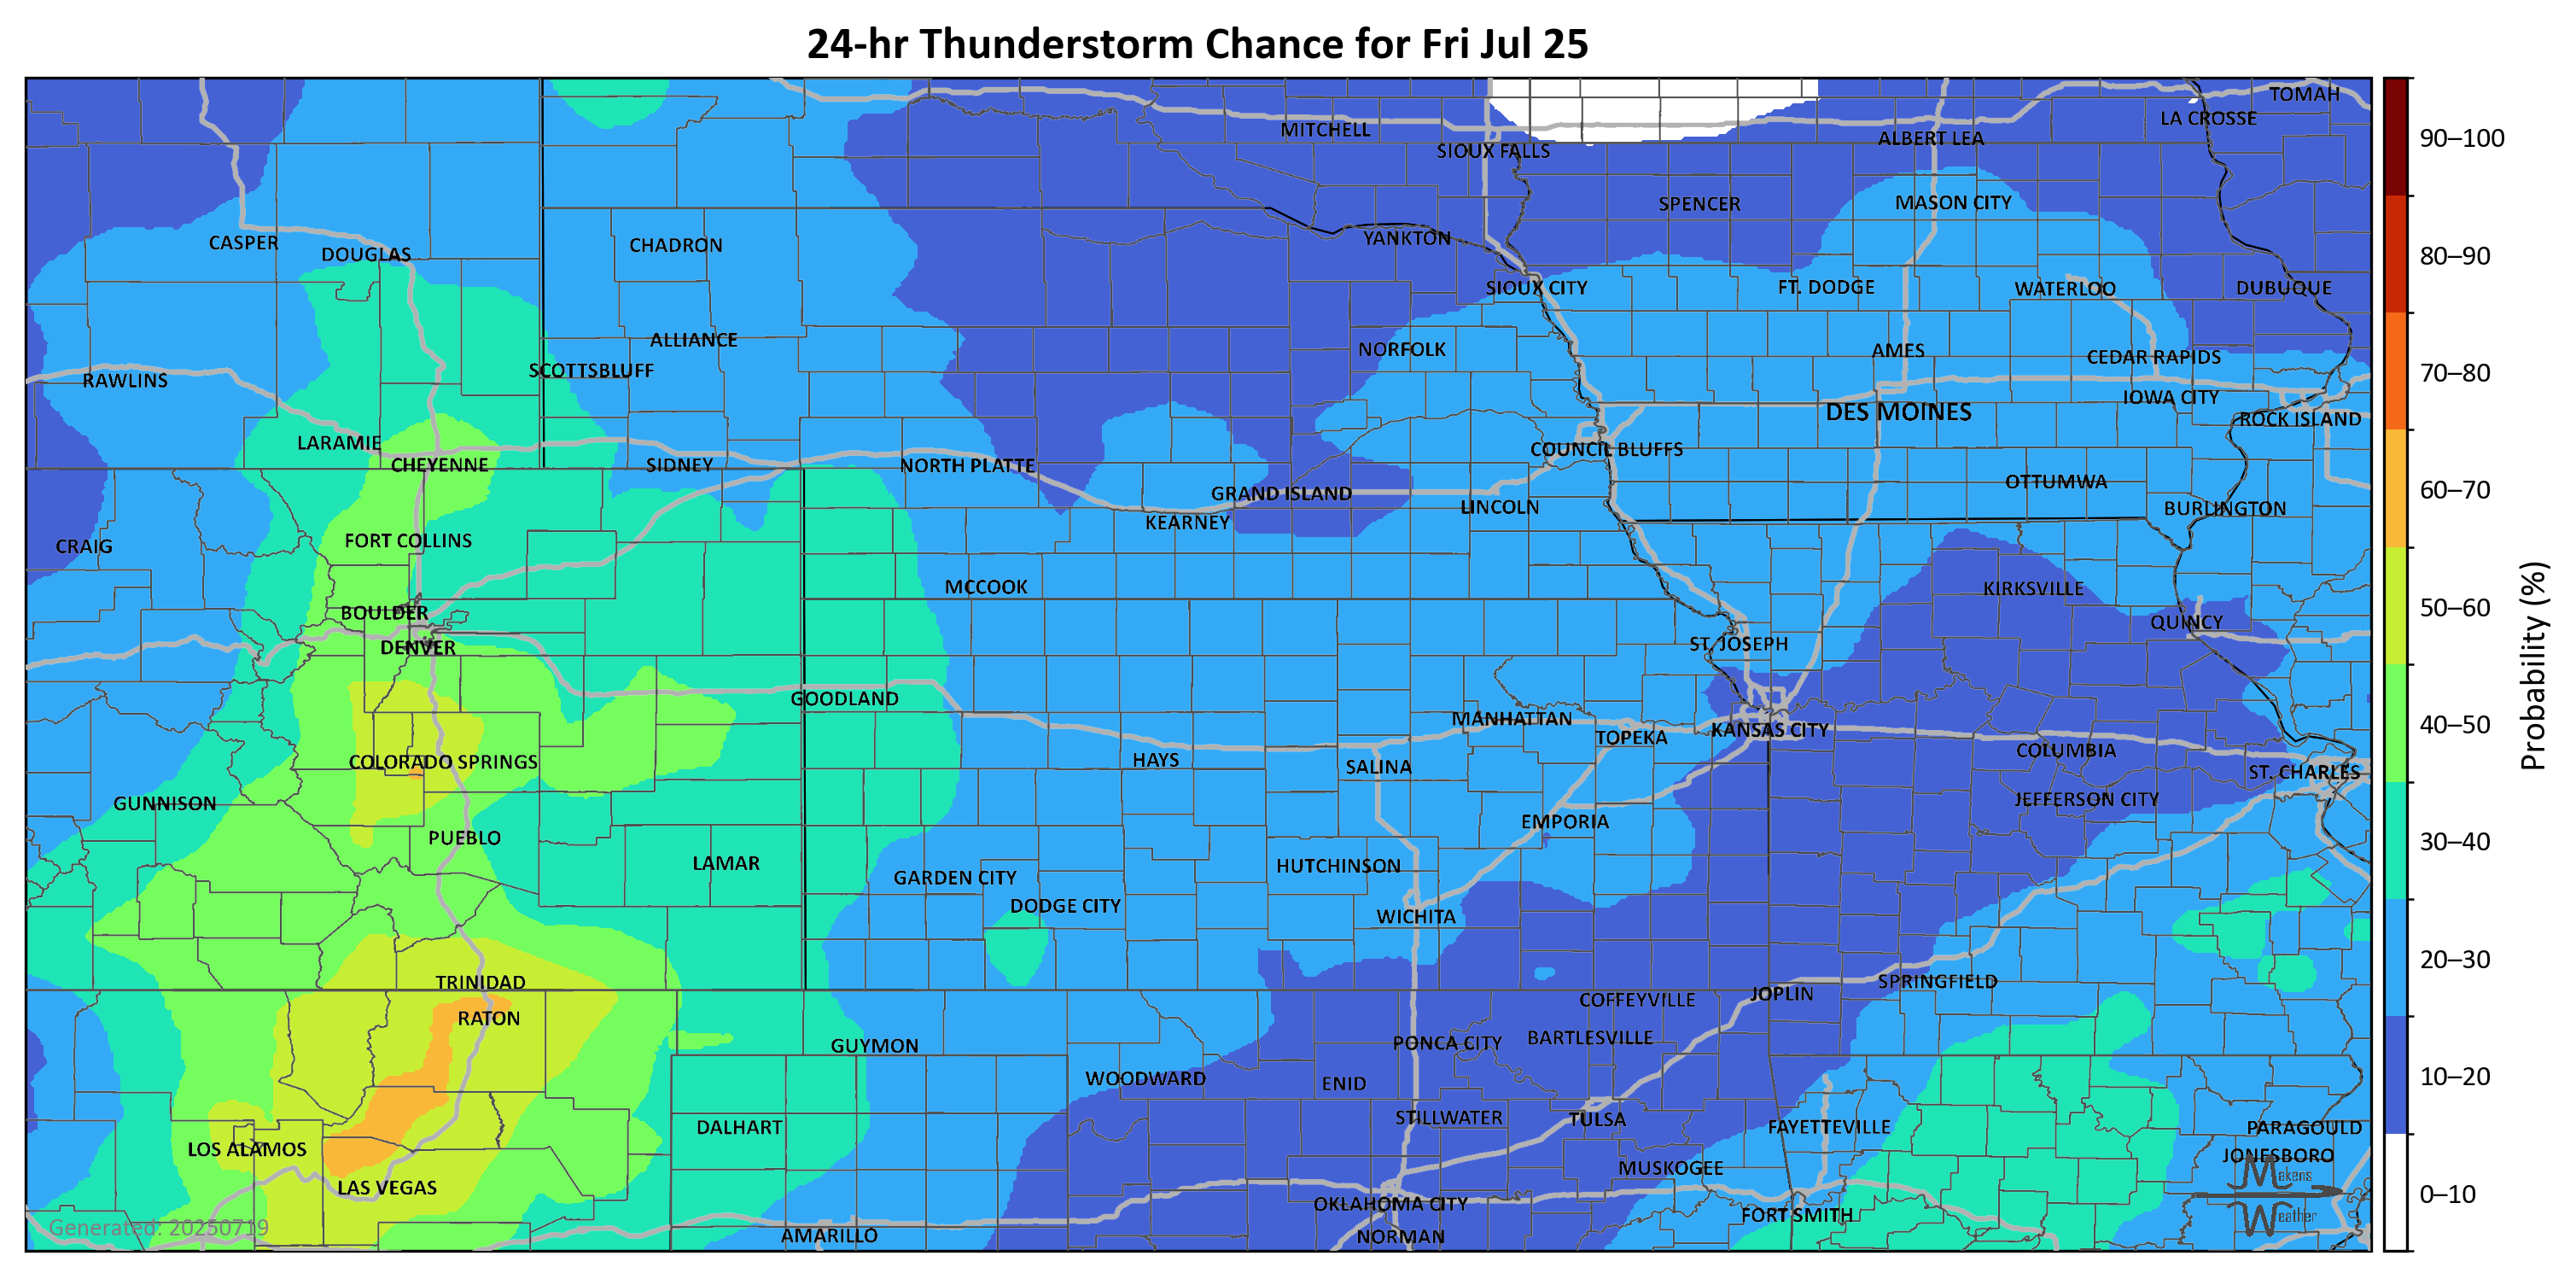 24-hr Thunderstorm Chance for Fri Jul 25
TOMAH
LA CROSSE
MITCHELL
ALBERT LEA
SIOUX FALLS
SPENCER
MASON CITY
CASPER
DOUGLAS
CHADRON
YANKTON
SIOUX CITY
FT. DODGE
WATERLOO
DUBUQUE
ALLIANCE
NORFOLK
AMES
CEDAR RAPIDS
RAWLINS
SCOTTSBLUFF
IOWA CITY
DES MOINES
ROCK ISLAND
LARAMIE
COUNCIL BLUFFS
CHEYENNE
SIDNEY
NORTH PLATTE
OTTUMWA
GRAND ISLAND
LINCOLN
BURLINGTON
KEARNEY
CRAIG
FORT COLLINS
MCCOOK
KIRKSVILLE
BOULDER
QUINCY
DENVER
ST. JOSEPH
GOODLAND
MANHATTAN
TOPEKA
KANSAS CITY
COLORADO SPRINGS
HAYS
SALINA
COLUMBIA
ST. CHARLES
GUNNISON
JEFFERSON CITY
EMPORIA
PUEBLO
LAMAR
HUTCHINSON
GARDEN CITY
DODGE CITY
WICHITA
TRINIDAD
SPRINGFIELD
JOPLIN
COFFEYVILLE
RATON
BARTLESVILLE
PONCA CITY
GUYMON
WOODWARD
ENID
STILLWATER
TULSA
DALHART
FAYETTEVILLE
PARAGOULD
LOS ALAMOS
JONESBORO
MUSKOGEE
LAS VEGAS
OKLAHOMA CITY
FORT SMITH
AMARILLO
NORMAN
Generated: 20250719
Makens
Weather
90–100
80–90
70–80
60–70
50–60
40–50
30–40
20–30
10–20
0–10
Probability (%)